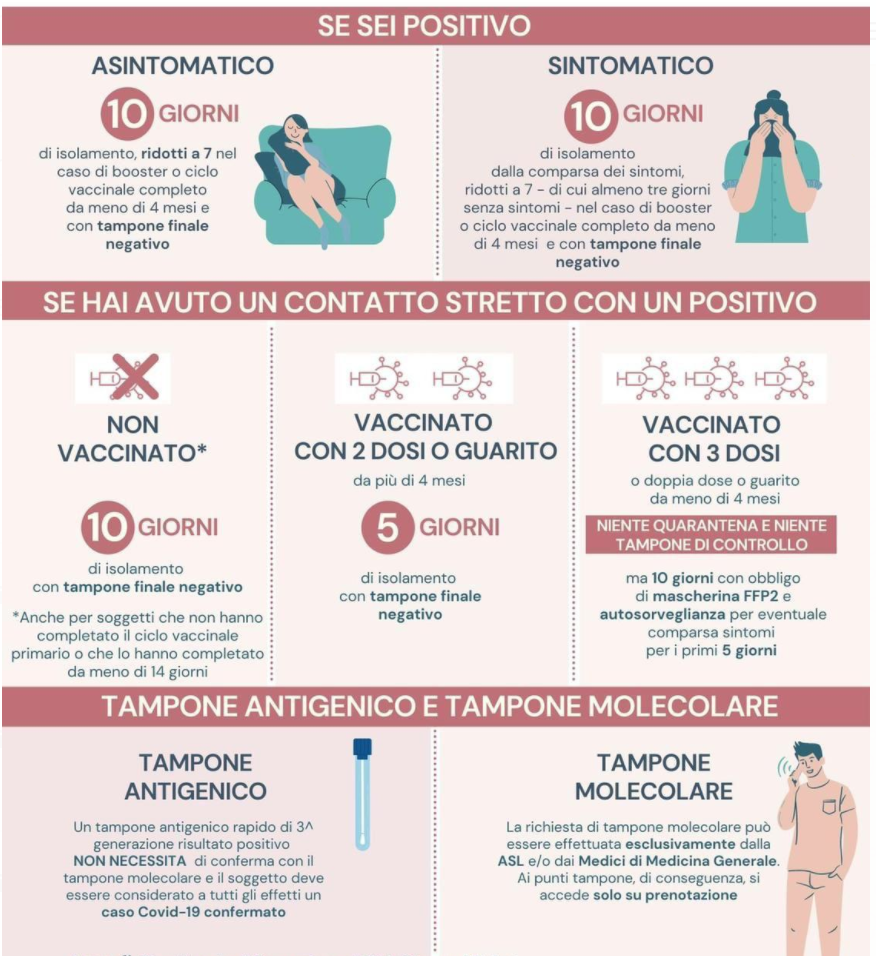 SE SEI POSITIVO
ASINTOMATICO
10 GIORNI
di isolamento, ridotti a 7 nel
caso di booster o ciclo
vaccinale completo
da meno di 4 mesi e
con tampone finale
negativo
SINTOMATICO
10 GIORNI
di isolamento
dalla comparsa dei sintomi,
ridotti a 7 - di cui almeno tre giorni
senza sintomi - nel caso di booster
o ciclo vaccinale completo da meno
di 4 mesi e con tampone finale
negativo
SE HAI AVUTO UN CONTATTO STRETTO CON UN POSITIVO
NON
VACCINATO*
10 GIORNI
di isolamento
con tampone finale negativo
*Anche per soggetti che non hanno
completato il ciclo vaccinale
primario o che lo hanno completato
da meno di 14 giorni
VACCINATO
CON 2 DOSI O GUARITO
da più di 4 mesi
5 GIORNI
di isolamento
con tampone finale
negativo
VACCINATO
CON 3 DOSI
o doppia dose o guarito
da meno di 4 mesi
NIENTE QUARANTENA E NIENTE
TAMPONE DI CONTROLLO
ma 10 giorni con obbligo
di mascherina FFP2 e
autosorveglianza per eventuale
comparsa sintomi
per i primi 5 giorni
TAMPONE ANTIGENICO E TAMPONE MOLECOLARE
TAMPONE
ANTIGENICO
Un tampone antigenico rapido di 3^
generazione risultato positivo
NON NECESSITA di conferma con il
tampone molecolare e il soggetto deve
essere considerato a tutti gli effetti un
caso Covid-19 confermato
TAMPONE
MOLECOLARE
La richiesta di tampone molecolare può
essere effettuata esclusivamente dalla
ASL e/o dai Medici di Medicina Generale.
Ai punti tampone, di conseguenza, si
accede solo su prenotazione